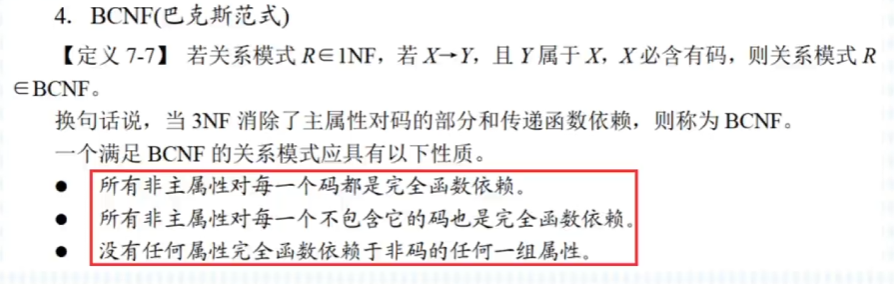 4. BCNF(巴克斯范式)
【定义 7-7】 若关系模式 R∈1NF，若 X→Y，且 Y 属于 X，X 必含有码，则关系模式 R
∈BCNF。
换句话说，当 3NF 消除了主属性对码的部分和传递函数依赖，则称为 BCNF。
一个满足 BCNF 的关系模式应具有以下性质。
● 所有非主属性对每一个码都是完全函数依赖。
● 所有非主属性对每一个不包含它的码也是完全函数依赖。
● 没有任何属性完全函数依赖于非码的任何一组属性。